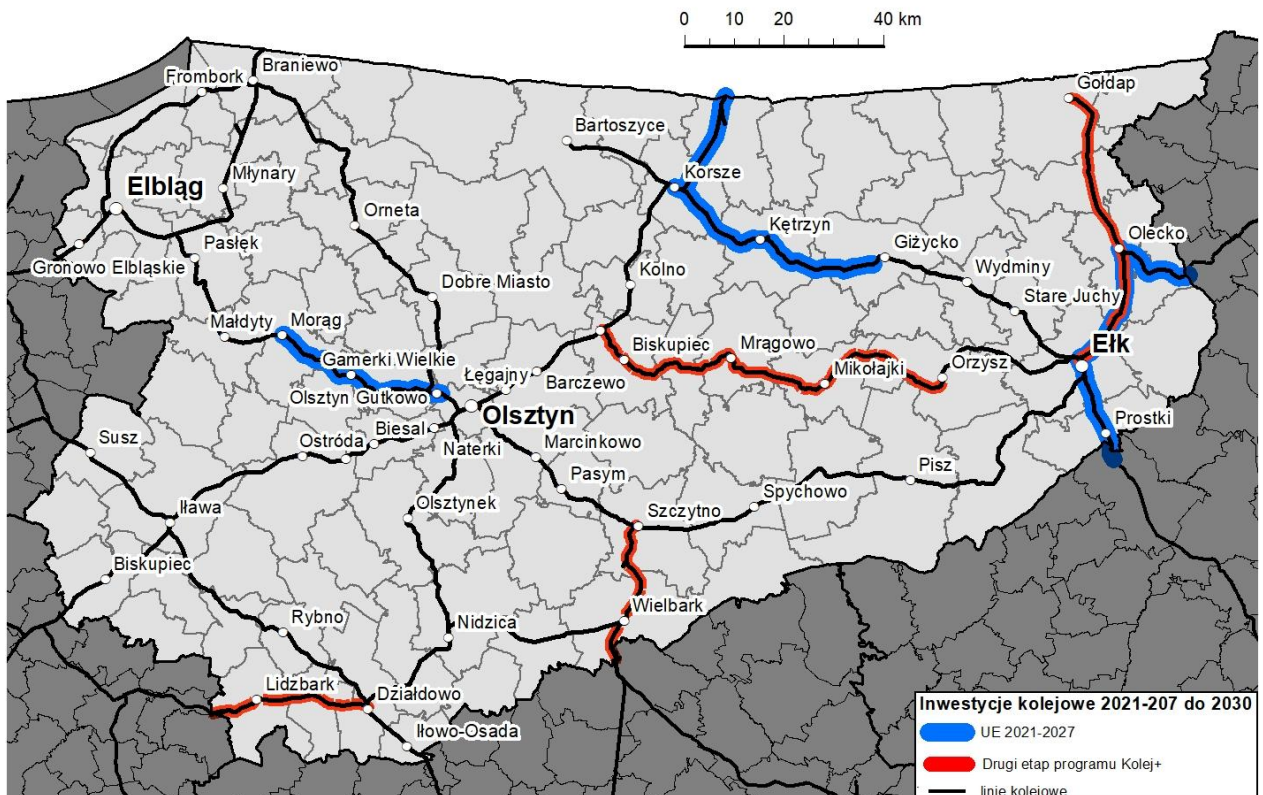 0 10 20 40 km
Braniewo
Frombork
Gołdap
Bartoszyce
Korsze
Młynary
Elbląg
Orneta
Kętrzyn
Olecko
Pasłęk
Giżycko
Gronowo Elbląskie
Wydminy
Kolno
Dobre Miasto
Stare Juchy
Małdyty
Morąg
Biskupiec
Mrągowo
Ełk
Gamerki Wielkie
Łęgajny
Mikołajki
Orzysz
Barczewo
Olsztyn Gutkowo
Olsztyn
Prostki
Susz
Ostróda
Biesal
Naterki
Marcinkowo
Pasym
Pisz
Spychowo
Olsztynek
Szczytno
Iława
Biskupiec
Wielbark
Rybno
Nidzica
Lidzbark
Działdowo
Iłowo-Osada
Inwestycje kolejowe 2021-207 do 2030
UE 2021-2027
Drugi etap programu Kolej+
linie kolejowe